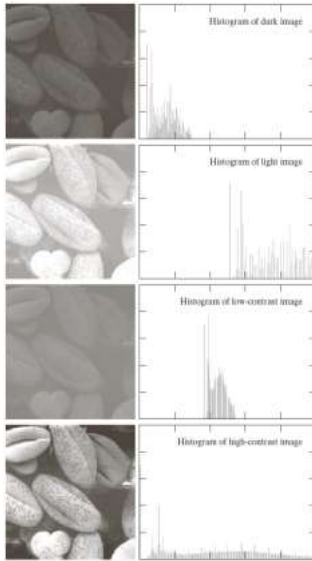 Histogram of dark image
Histogram of light image
Histogram of low-contrast image
Histogram of high-contrast image